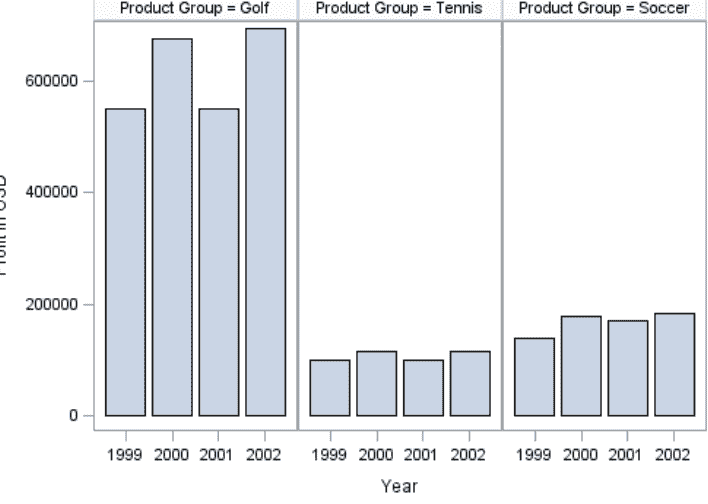 Product Group = Golf
Product Group = Tennis
Product Group = Soccer
600000
400000
200000
0
1999 2000 2001 2002
1999 2000 2001 2002
1999 2000 2001 2002
Year